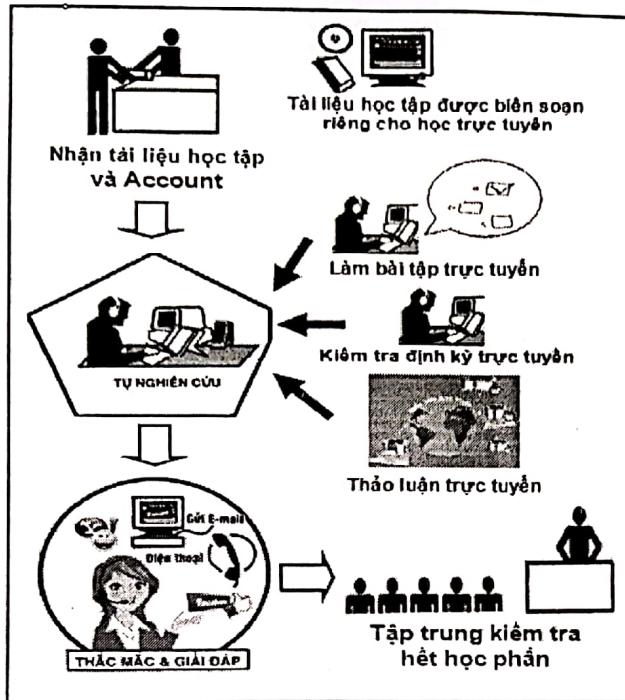 Tài liệu học tập được biên soạn
riêng cho học trực tuyến
Nhận tài liệu học tập
và Account
Làm bài tập trực tuyến
Kiểm tra định kỳ trực tuyến
TỰ NGHIÊN CỨU
Thảo luận trực tuyến
Gửi E-mail
Điện thoại
THẮC MẮC & GIẢI ĐÁP
Tập trung kiểm tra
hết học phần